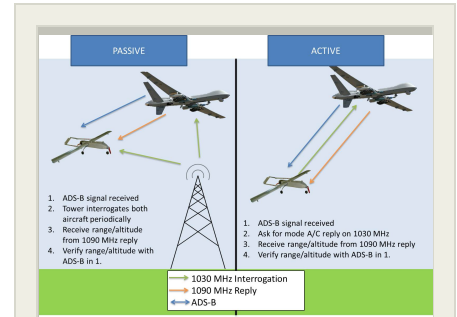 PASSIVE
ACTIVE
1. ADS-B signal received
2. Tower interrogates both
aircraft periodically
3. Receive range/altitude
from 1090 MHz reply
4. Verify range/altitude with
ADS-B in 1.
1. ADS-B signal received
2. Ask for mode A/C reply on 1030 MHz
3. Receive range/altitude from 1090 MHz reply
4. Verify range/altitude with ADS-B in 1.
1030 MHz Interrogation
1090 MHz Reply
ADS-B